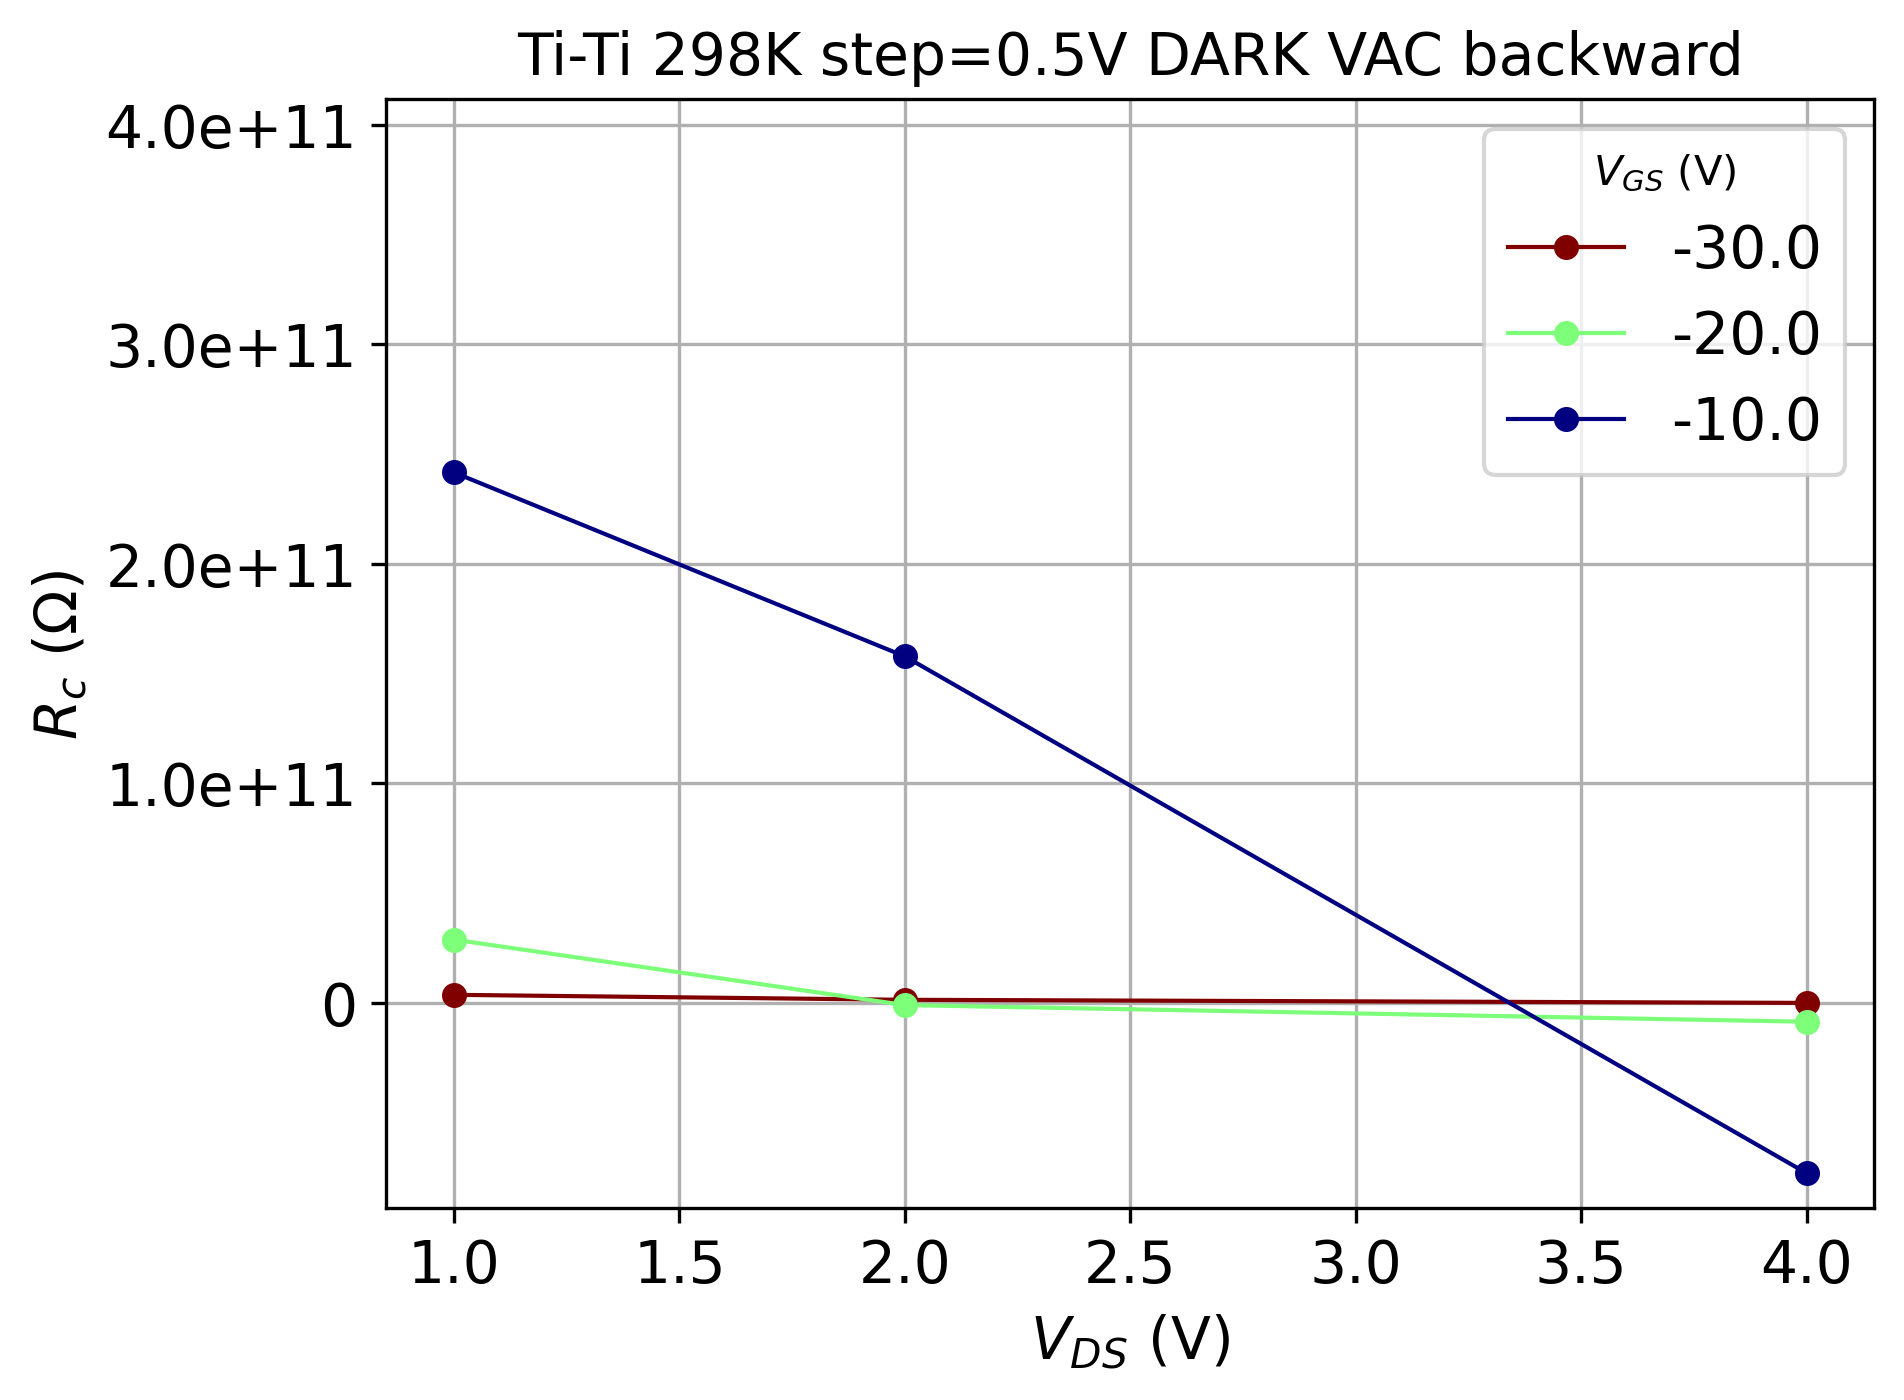 Ti-Ti 298K step=0.5V DARK VAC backward
4.0e+11
3.0e+11
2.0e+11
1.0e+11
0
R_c (Ω)
V_GS (V)
-30.0
-20.0
-10.0
1.0 1.5 2.0 2.5 3.0 3.5 4.0
V_DS (V)